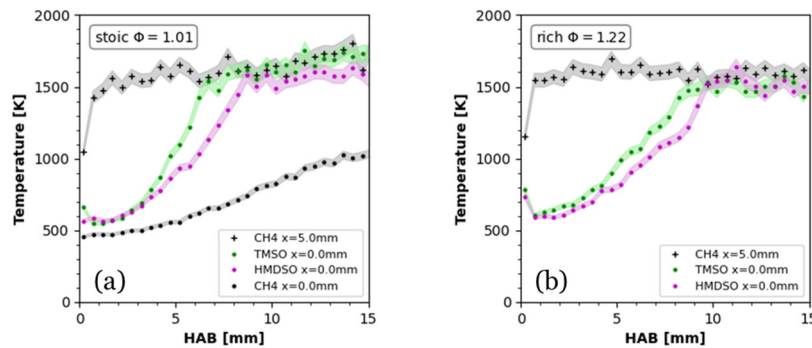 stoic Φ = 1.01
Temperature [K]
2000
1500
1000
500
0
CH4 x=5.0mm
TMSO x=0.0mm
HMDSO x=0.0mm
CH4 x=0.0mm
(a)
0
5
10
15
HAB [mm]
rich Φ = 1.22
Temperature [K]
2000
1500
1000
500
0
CH4 x=5.0mm
TMSO x=0.0mm
HMDSO x=0.0mm
(b)
0
5
10
15
HAB [mm]